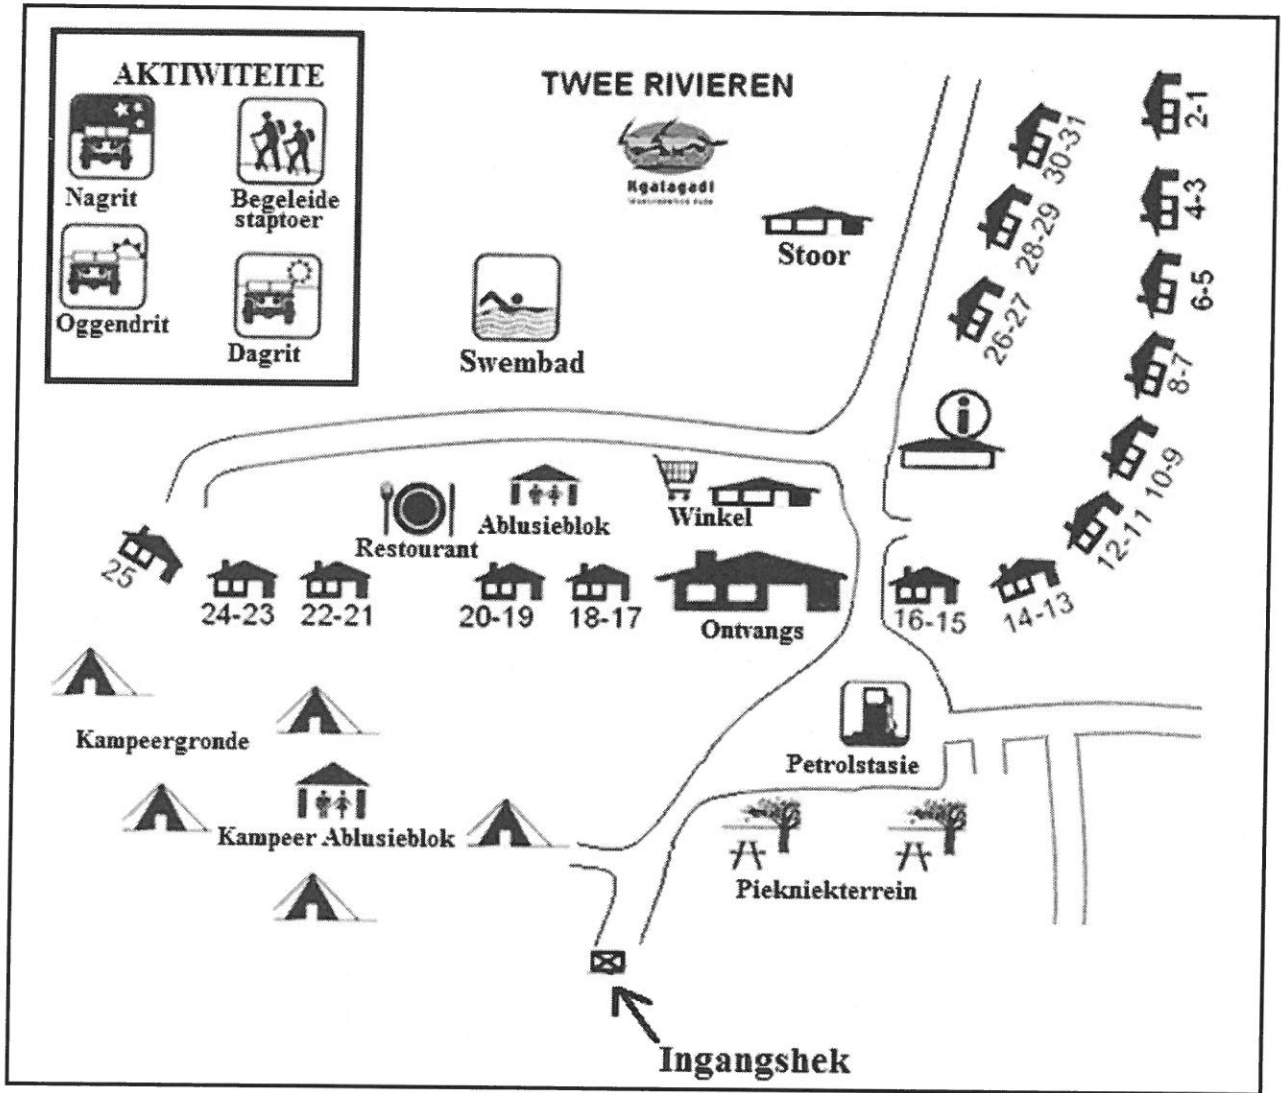 AKTIWITEITE
Nagrit
Begeleide
staptoer
Oggendrit
Dagrit
TWEE RIVIEREN
Kgalagadi
Stoor
Swembad
30-31
28-29
26-27
2-1
4-3
6-5
8-7
10-9
12-11
14-13
16-15
i
Winkel
Ablusieblok
Restourant
25
24-23
22-21
20-19
18-17
Ontvangs
Kampeergronde
Kampeer Ablusieblok
Petrolstasie
Piekniekterrein
Ingangshek